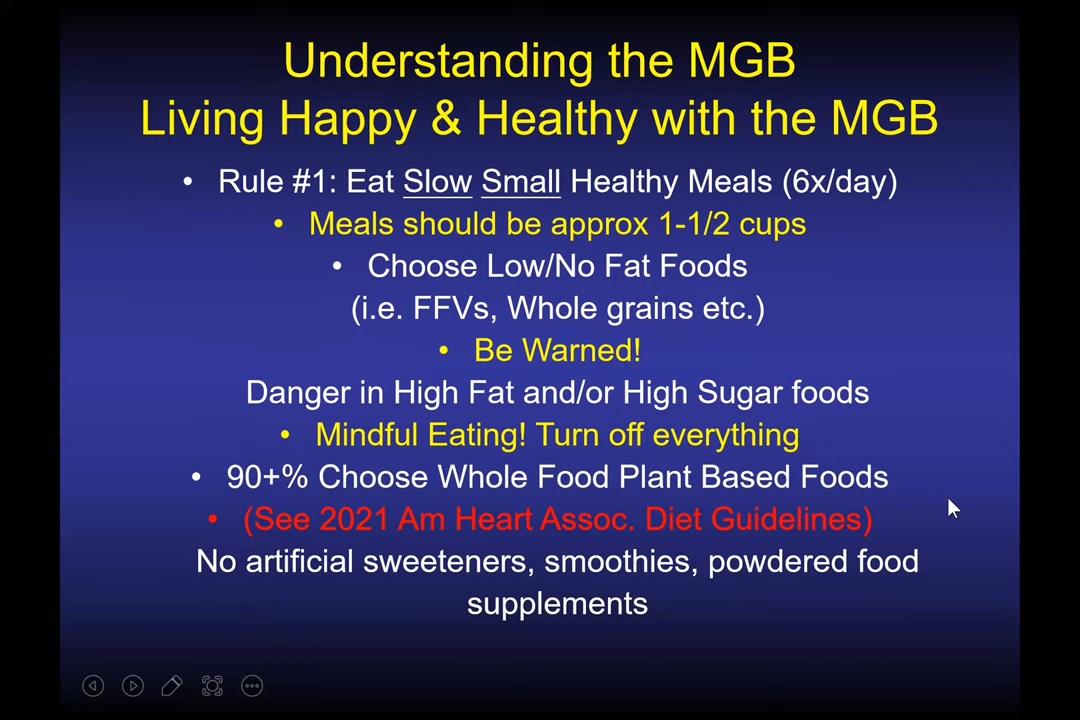 Understanding the MGB
Living Happy & Healthy with the MGB
• Rule #1: Eat Slow Small Healthy Meals (6x/day)
• Meals should be approx 1-1/2 cups
• Choose Low/No Fat Foods
(i.e. FFVs, Whole grains etc.)
• Be Warned!
Danger in High Fat and/or High Sugar foods
• Mindful Eating! Turn off everything
• 90+% Choose Whole Food Plant Based Foods
• (See 2021 Am Heart Assoc. Diet Guidelines)
No artificial sweeteners, smoothies, powdered food
supplements